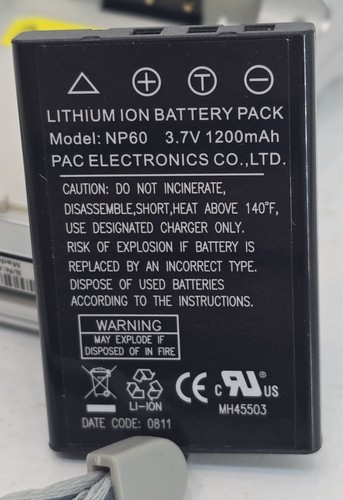 T
LITHIUM ION BATTERY PACK
Model: NP60 3.7V 1200mAh
PAC ELECTRONICS CO.,LTD.
CAUTION: DO NOT INCINERATE,
DISASSEMBLE,SHORT,HEAT ABOVE 140°F,
USE DESIGNATED CHARGER ONLY.
RISK OF EXPLOSION IF BATTERY IS
REPLACED BY AN INCORRECT TYPE.
DISPOSE OF USED BATTERIES
ACCORDING TO THE INSTRUCTIONS.
WARNING
MAY EXPLODE IF
DISPOSED OF IN FIRE
LI-ION
CE
c RU® US
MH45503
DATE CODE: 0811